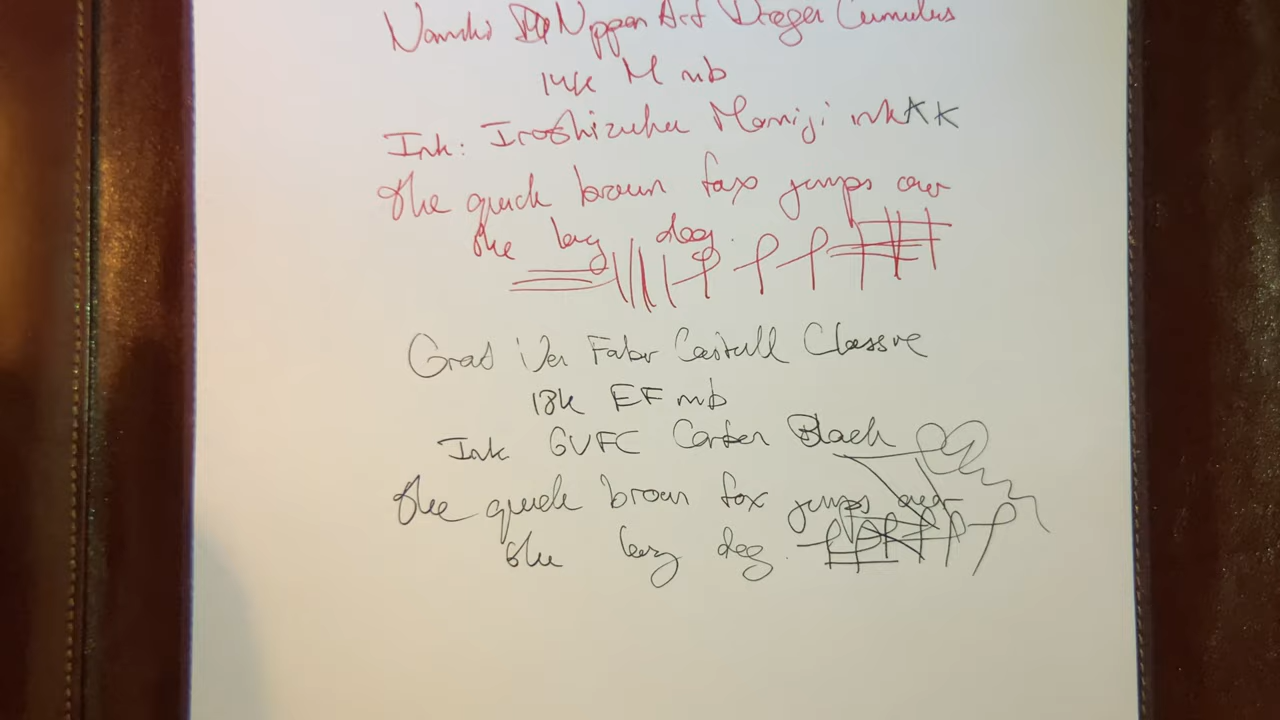 Namiki Nippon Art Dragon Cumulus
14k M nib
Ink: Iroshizuku Momiji ink K K
the quick brown fox jumps over
the lazy dog.
Graf Von Faber Castell Classic
18k EF nib
Ink GVFC Carbon Black
the quick brown fox jumps over
the lazy dog.